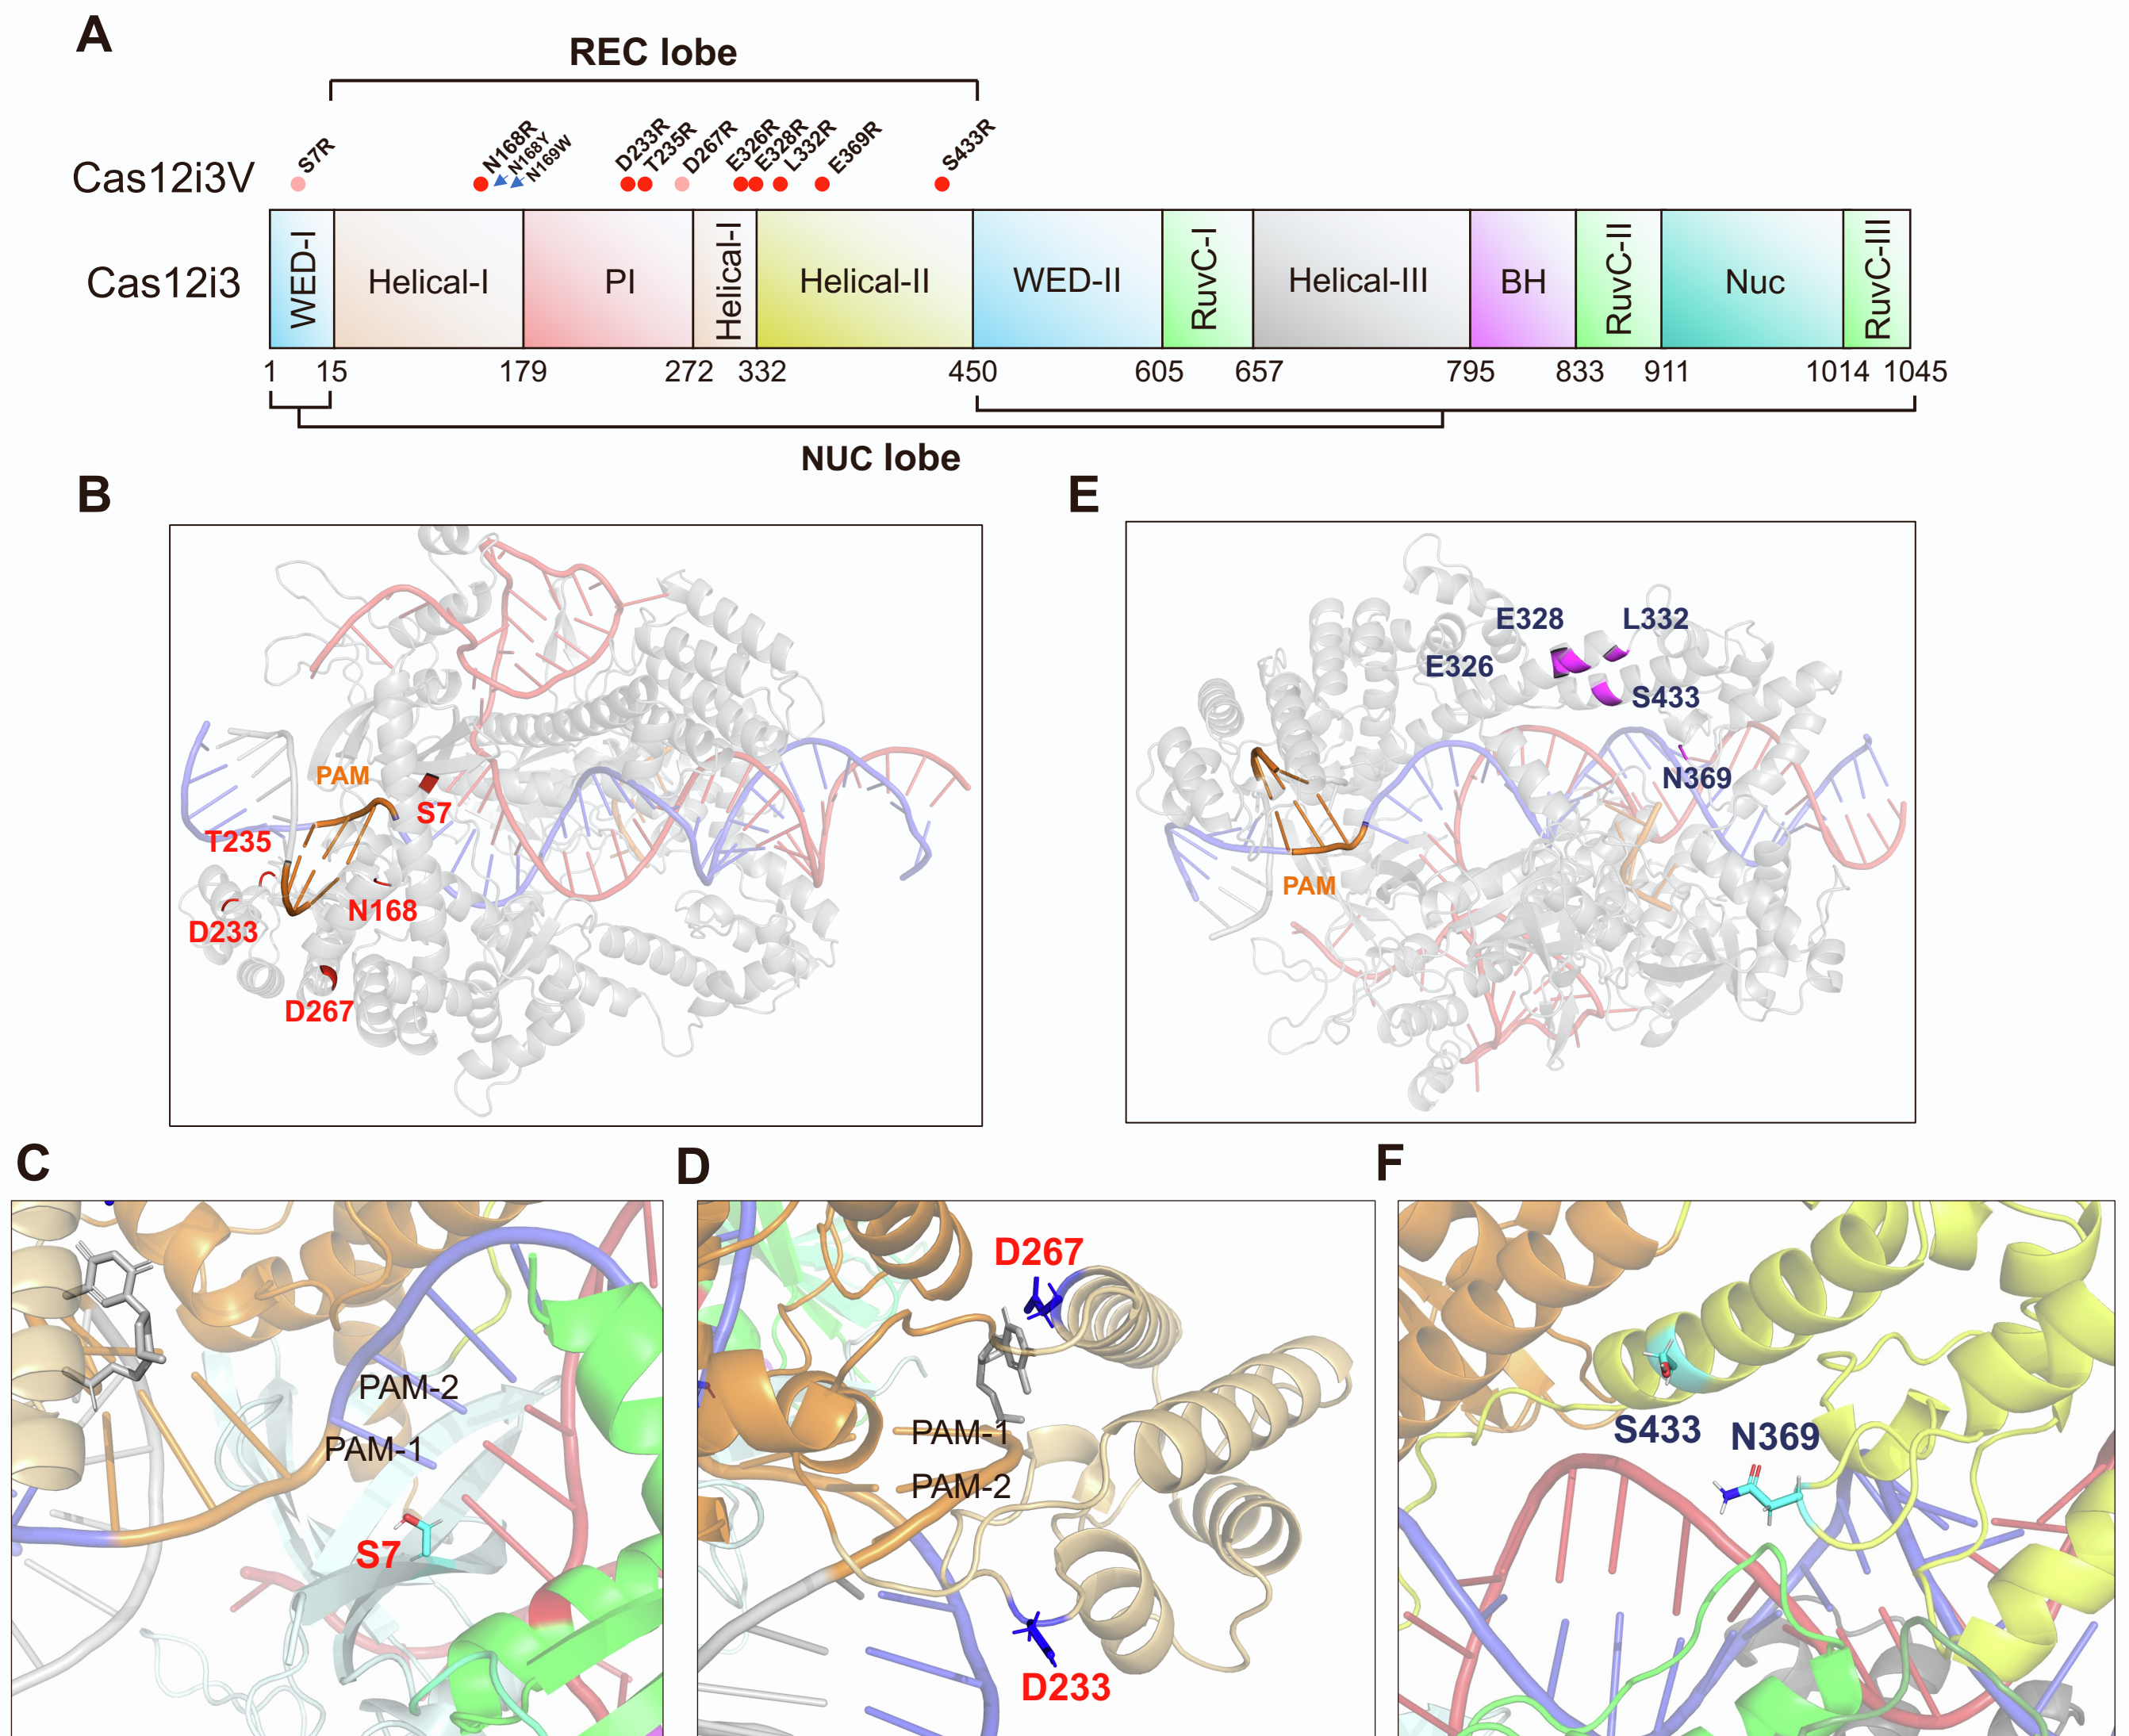 A
REC lobe
Cas12i3V
S7R
N168R
N168Y
N169W
D233R
T235R
D267R
E326R
E328R
L332R
E369R
S433R
Cas12i3
WED-I
Helical-I
PI
Helical-I
Helical-II
WED-II
RuvC-I
Helical-III
BH
RuvC-II
Nuc
RuvC-III
1 15 179 272 332 450 605 657 795 833 911 1014 1045
NUC lobe
B
PAM
S7
T235
N168
D233
D267
E
E328
L332
E326
S433
N369
PAM
C
PAM-2
PAM-1
S7
D
D267
PAM-1
PAM-2
D233
F
S433
N369